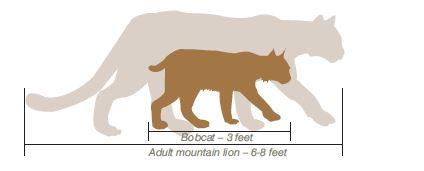 Bobcat – 3 feet
Adult mountain lion – 6-8 feet